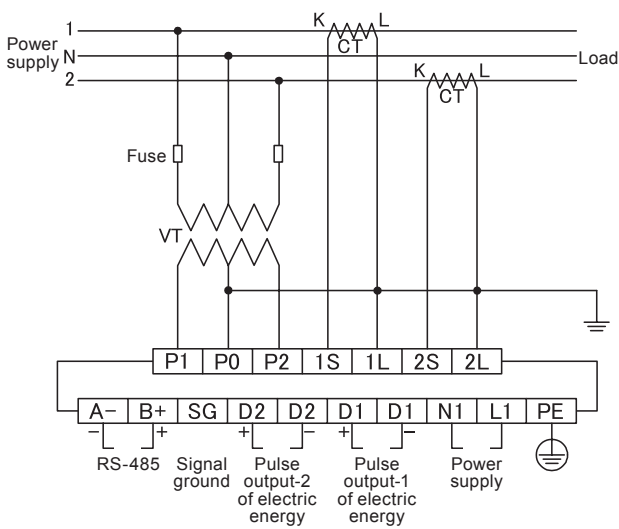 1
K L
CT
Power
supply
N
Load
2
K L
CT
Fuse
VT
P1 P0 P2 1S 1L 2S 2L
A− B+ SG D2 D2 D1 D1 N1 L1 PE
− + + − + −
RS-485
Signal
ground
Pulse
output-2
of electric
energy
Pulse
output-1
of electric
energy
Power
supply